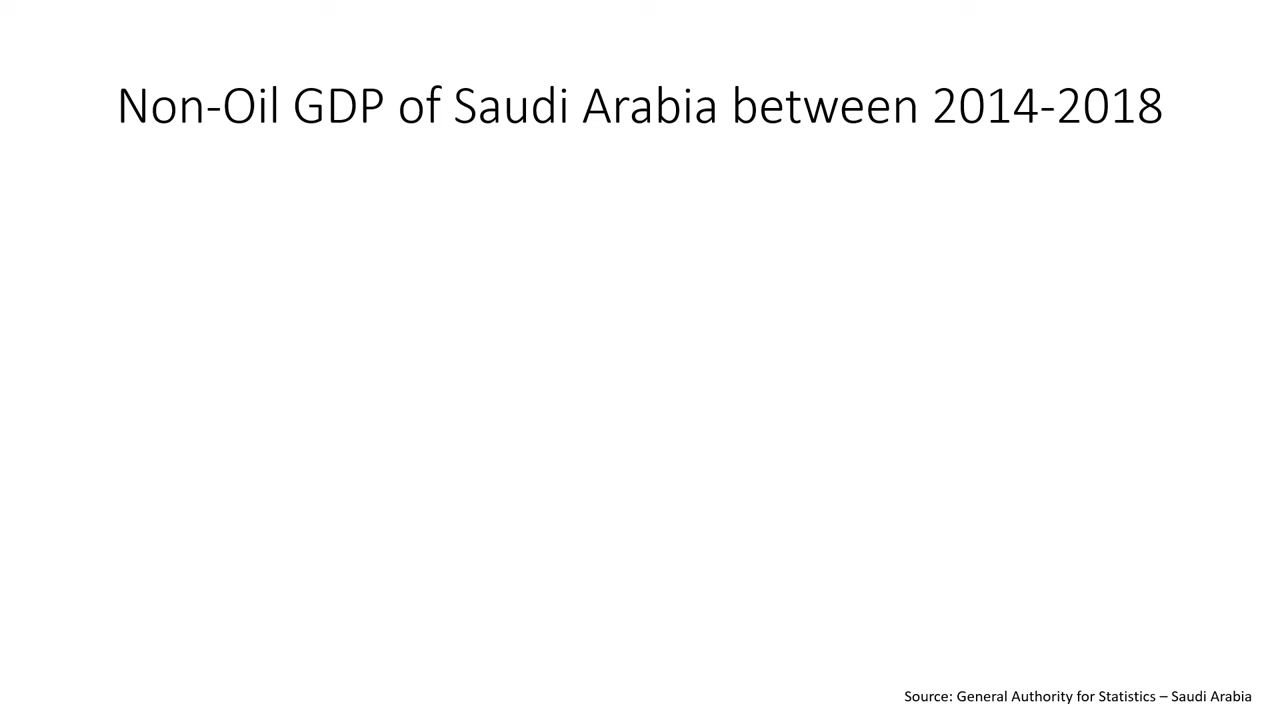 Non-Oil GDP of Saudi Arabia between 2014-2018
Source: General Authority for Statistics – Saudi Arabia